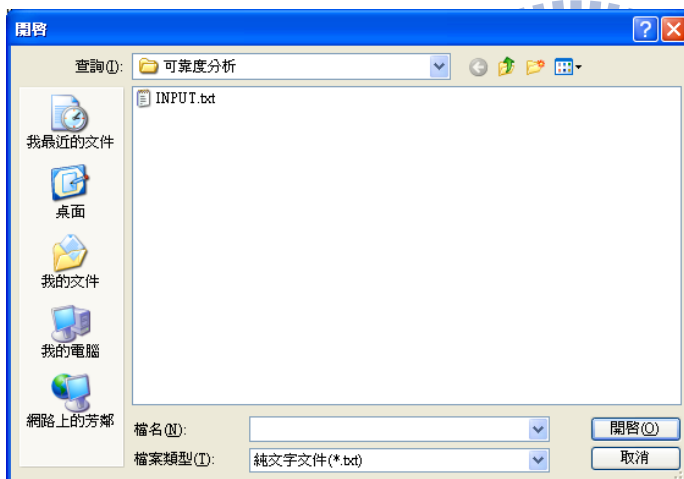 開啓
查詢(I):
可靠度分析
INPUT.txt
我最近的文件
桌面
我的文件
我的電腦
網路上的芳鄰
檔名(N):
開啓(O)
檔案類型(T):
純文字文件(*.txt)
取消